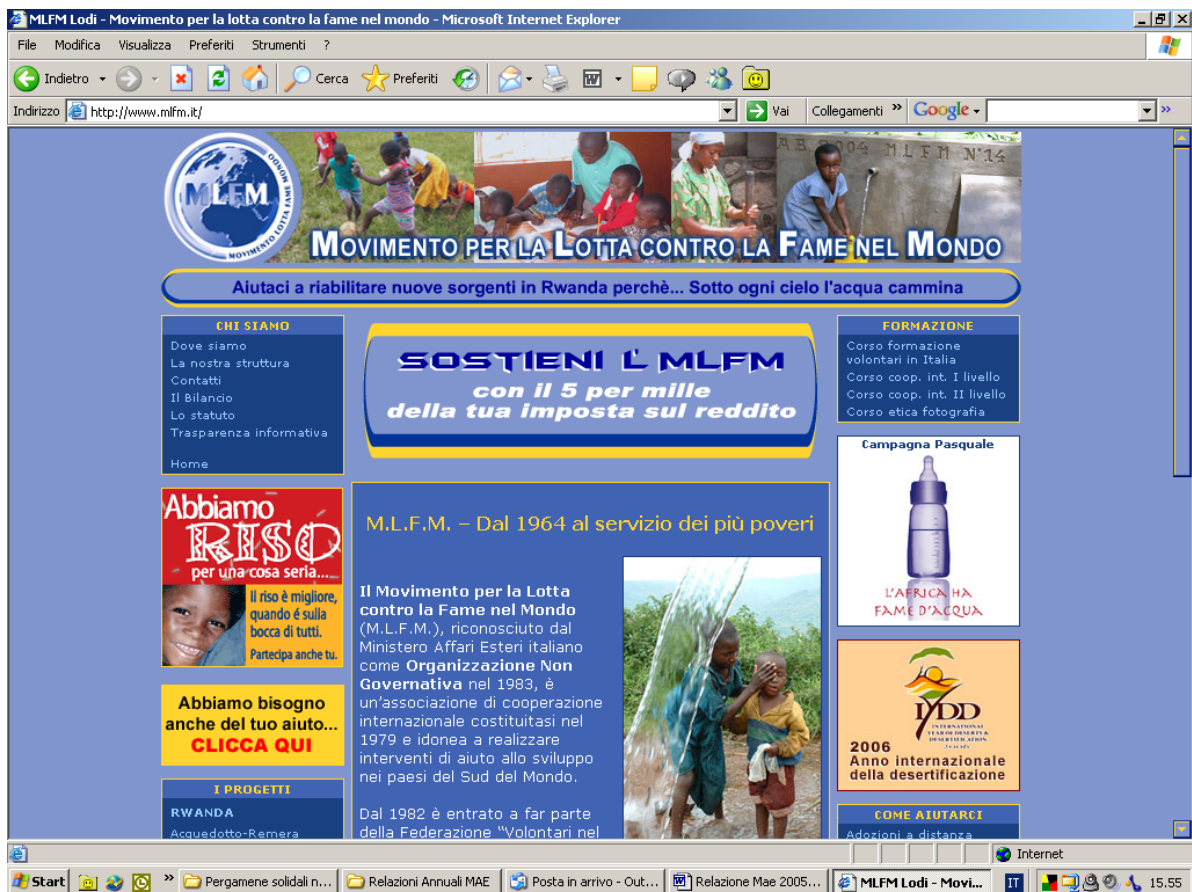 MLFM Lodi - Movimento per la lotta contro la fame nel mondo - Microsoft Internet Explorer
File Modifica Visualizza Preferiti Strumenti ?
Indietro Cerca Preferiti
Indirizzo http://www.mlfm.it/ Vai Collegamenti » Google »
AB 2004 MLFM N°14
MLFM
MOVIMENTO LOTTA FAME MONDO
MOVIMENTO PER LA LOTTA CONTRO LA FAME NEL MONDO
Aiutaci a riabilitare nuove sorgenti in Rwanda perchè... Sotto ogni cielo l'acqua cammina
CHI SIAMO
Dove siamo
La nostra struttura
Contatti
Il Bilancio
Lo statuto
Trasparenza informativa
Home
Abbiamo
RISO
per una cosa seria...
Il riso è migliore,
quando é sulla
bocca di tutti.
Partecipa anche tu.
Abbiamo bisogno
anche del tuo aiuto...
CLICCA QUI
I PROGETTI
RWANDA
Acquedotto-Remera
SOSTIENI L' MLFM
con il 5 per mille
della tua imposta sul reddito
M.L.F.M. – Dal 1964 al servizio dei più poveri
Il Movimento per la Lotta
contro la Fame nel Mondo
(M.L.F.M.), riconosciuto dal
Ministero Affari Esteri italiano
come Organizzazione Non
Governativa nel 1983, è
un'associazione di cooperazione
internazionale costituitasi nel
1979 e idonea a realizzare
interventi di aiuto allo sviluppo
nei paesi del Sud del Mondo.
Dal 1982 è entrato a far parte
della Federazione "Volontari nel
FORMAZIONE
Corso formazione
volontari in Italia
Corso coop. int. I livello
Corso coop. int. II livello
Corso etica fotografia
Campagna Pasquale
L'AFRICA HA
FAME D'ACQUA
IYDD
INTERNATIONAL
YEAR OF DESERTS &
DESERTIFICATION
2006
Anno internazionale
della desertificazione
COME AIUTARCI
Adozioni a distanza
Internet
Start » Pergamene solidali n... Relazioni Annuali MAE Posta in arrivo - Out... Relazione Mae 2005... MLFM Lodi - Movi... IT 15.55